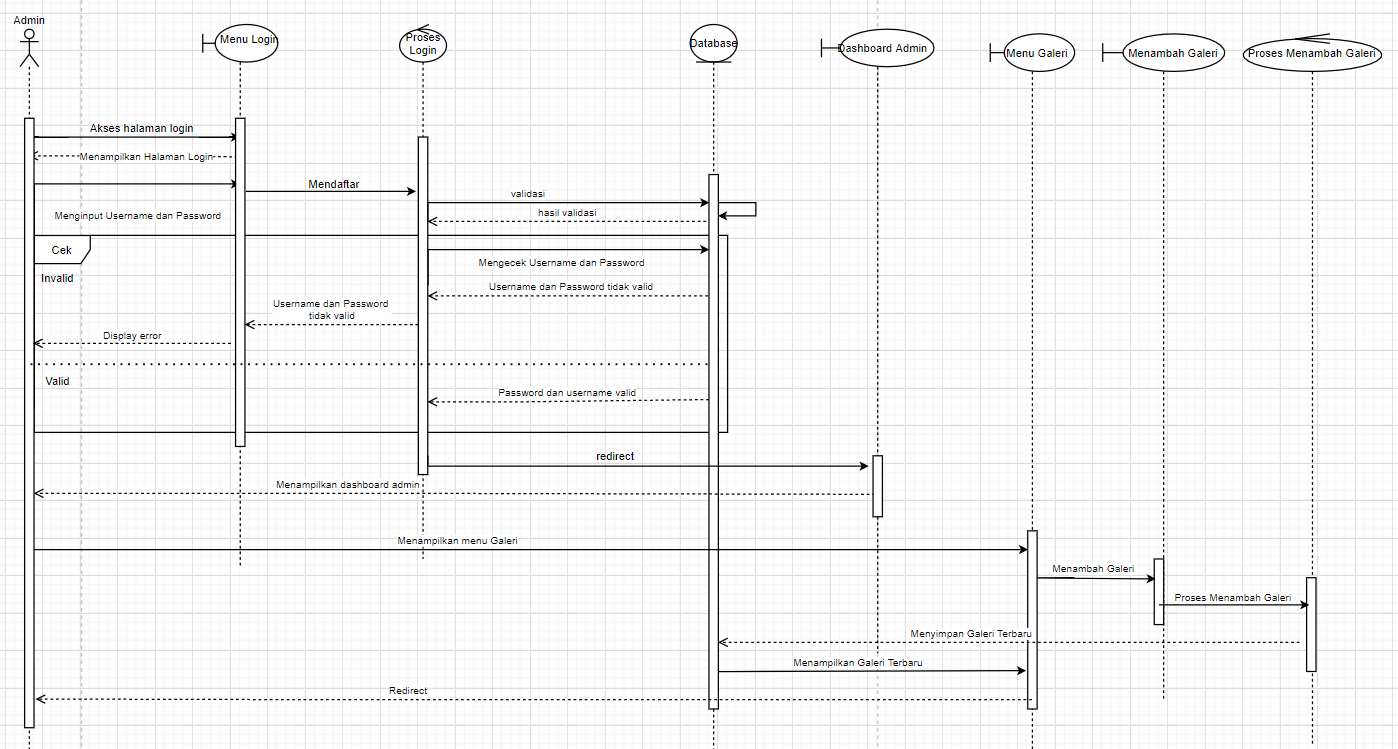 Admin
Menu Login
Proses
Login
Database
Dashboard Admin
Menu Galeri
Menambah Galeri
Proses Menambah Galeri
Akses halaman login
Menampilkan Halaman Login
Mendaftar
validasi
hasil validasi
Menginput Username dan Password
Cek
Mengecek Username dan Password
Invalid
Username dan Password tidak valid
Username dan Password
tidak valid
Display error
Valid
Password dan username valid
redirect
Menampilkan dashboard admin
Menampilkan menu Galeri
Menambah Galeri
Proses Menambah Galeri
Menyimpan Galeri Terbaru
Menampilkan Galeri Terbaru
Redirect